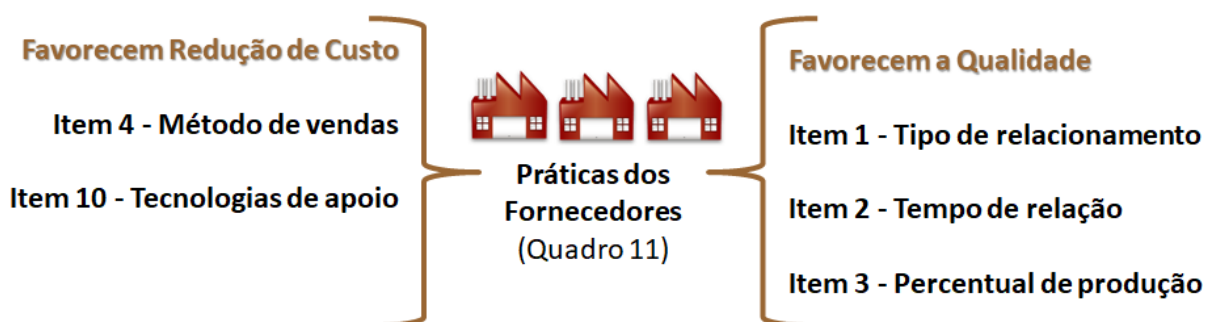 Favorecem Redução de Custo
Item 4 - Método de vendas
Item 10 - Tecnologias de apoio
Práticas dos
Fornecedores
(Quadro 11)
Favorecem a Qualidade
Item 1 - Tipo de relacionamento
Item 2 - Tempo de relação
Item 3 - Percentual de produção